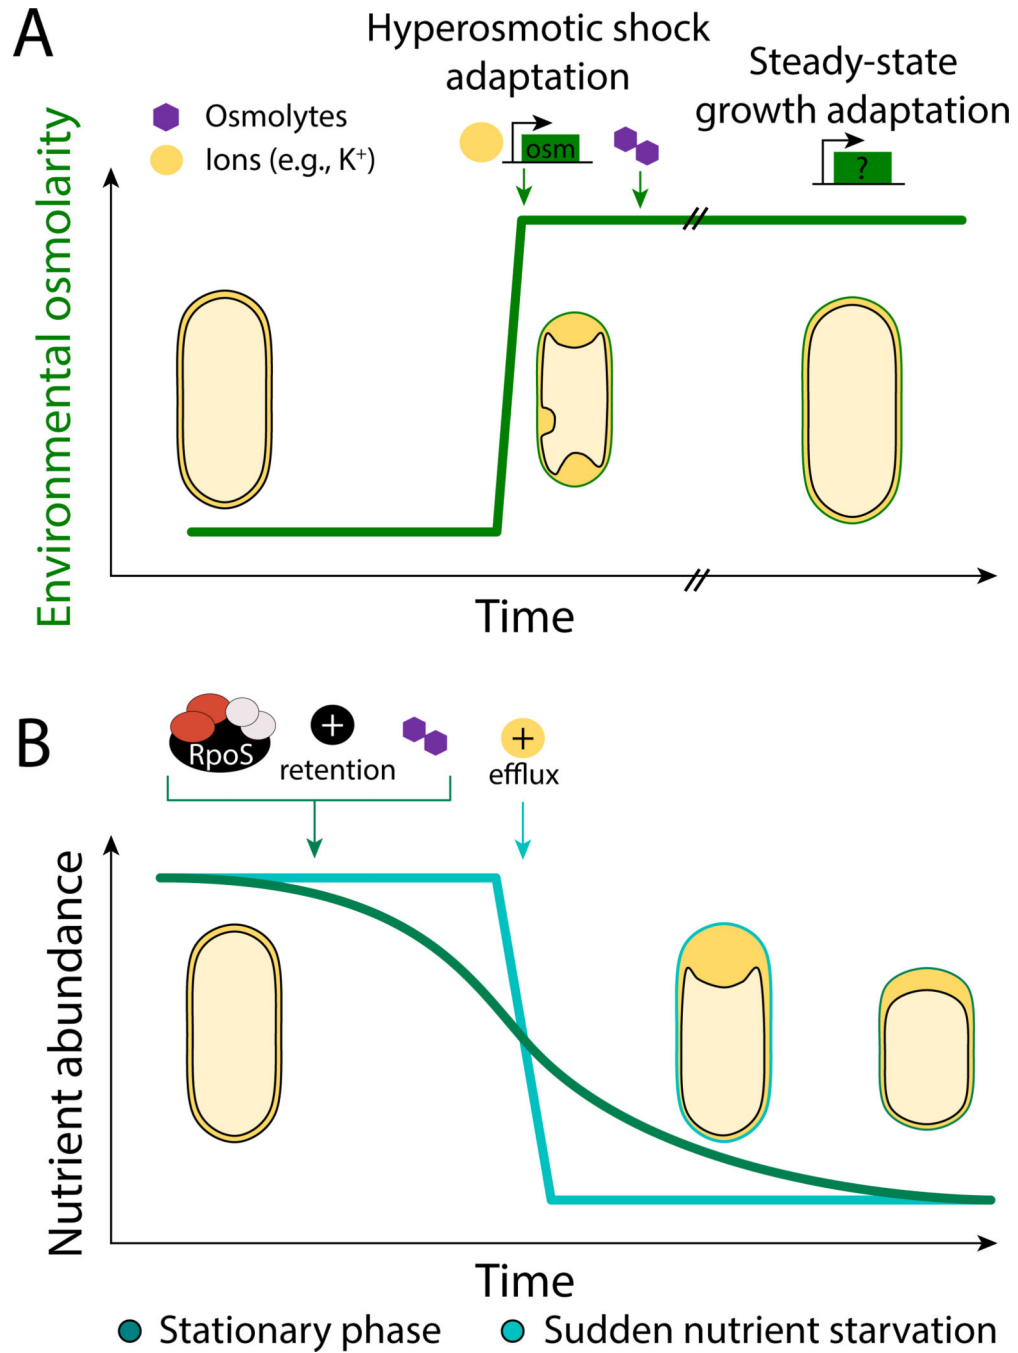 A
Hyperosmotic shock
adaptation
Steady-state
growth adaptation
Osmolytes
Ions (e.g., K⁺)
osm
?
Environmental osmolarity
Time
B
RpoS
+
retention
+
efflux
Nutrient abundance
Time
Stationary phase
Sudden nutrient starvation